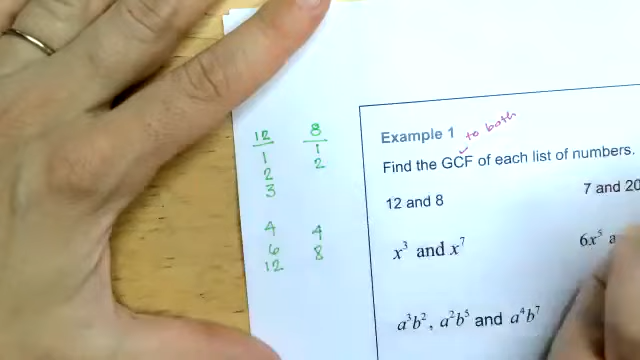 12 8
1 1
2 2
3
4 4
6 8
12
Example 1 to both
Find the GCF of each list of numbers.
12 and 8 7 and 20
x³ and x⁷ 6x⁵ a
a³b², a²b⁵ and a⁴b⁷